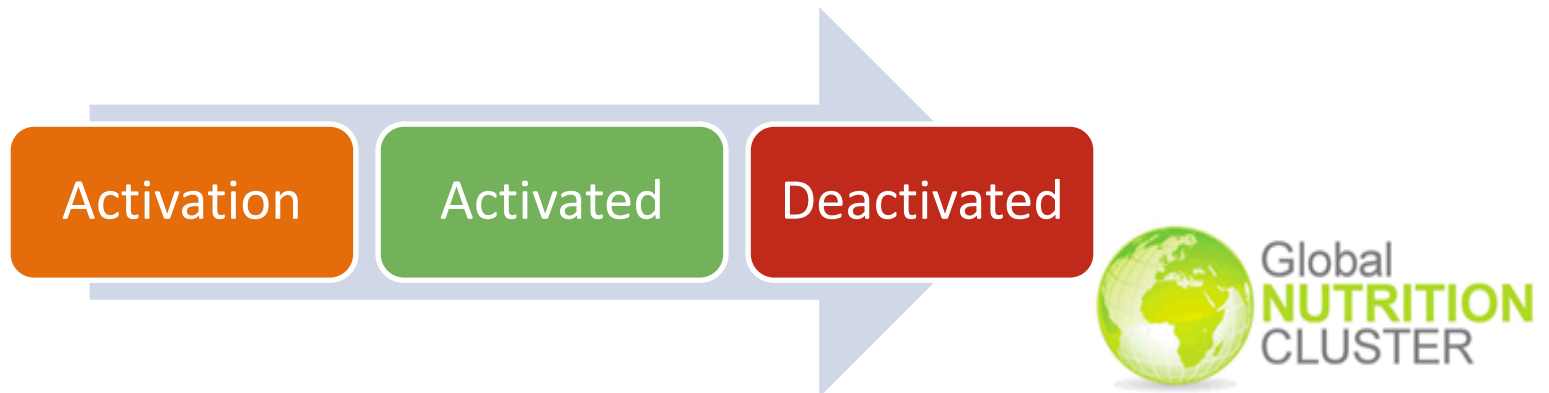 Activation
Activated
Deactivated
Global
NUTRITION
CLUSTER